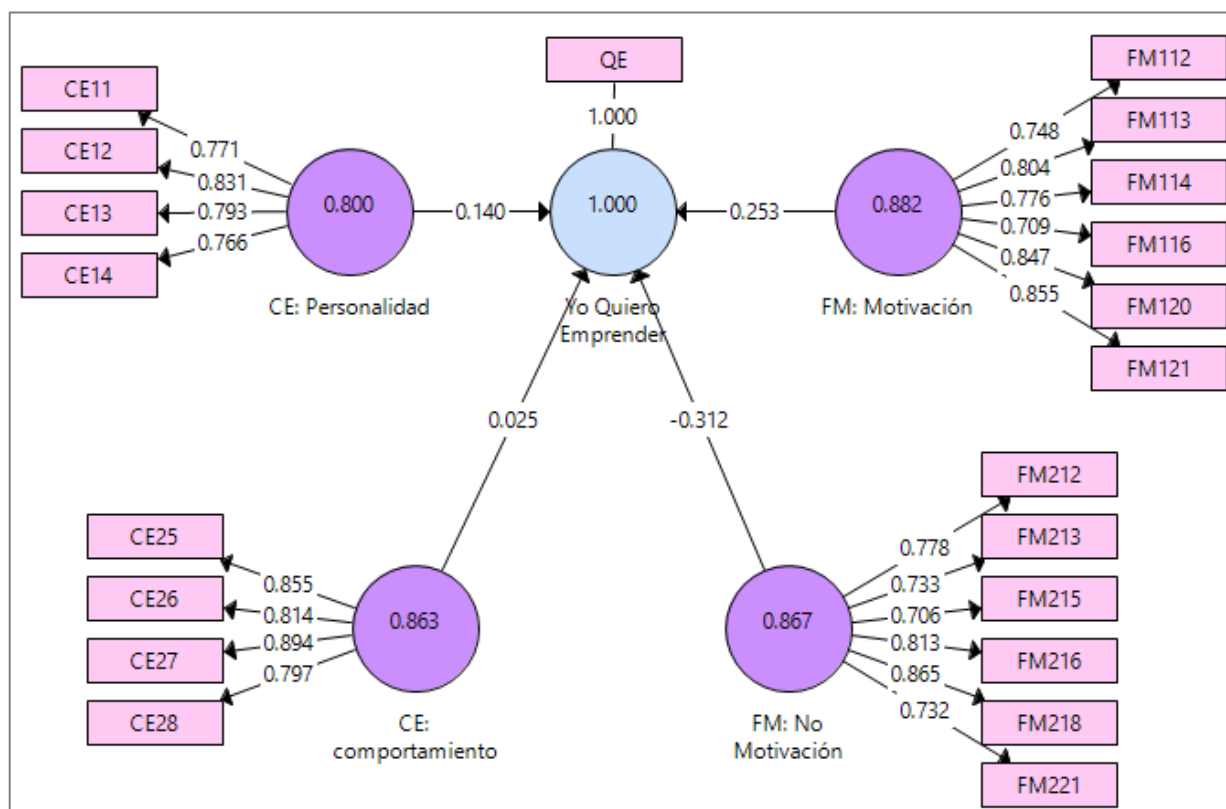 QE
1.000
CE11
CE12
CE13
CE14
0.771
0.831
0.793
0.766
0.800
CE: Personalidad
0.140
1.000
Yo Quiero
Emprender
0.253
0.882
FM: Motivación
0.748
0.804
0.776
0.709
0.847
0.855
FM112
FM113
FM114
FM116
FM120
FM121
0.025
-0.312
CE25
CE26
CE27
CE28
0.855
0.814
0.894
0.797
0.863
CE:
comportamiento
0.867
FM: No
Motivación
0.778
0.733
0.706
0.813
0.865
0.732
FM212
FM213
FM215
FM216
FM218
FM221